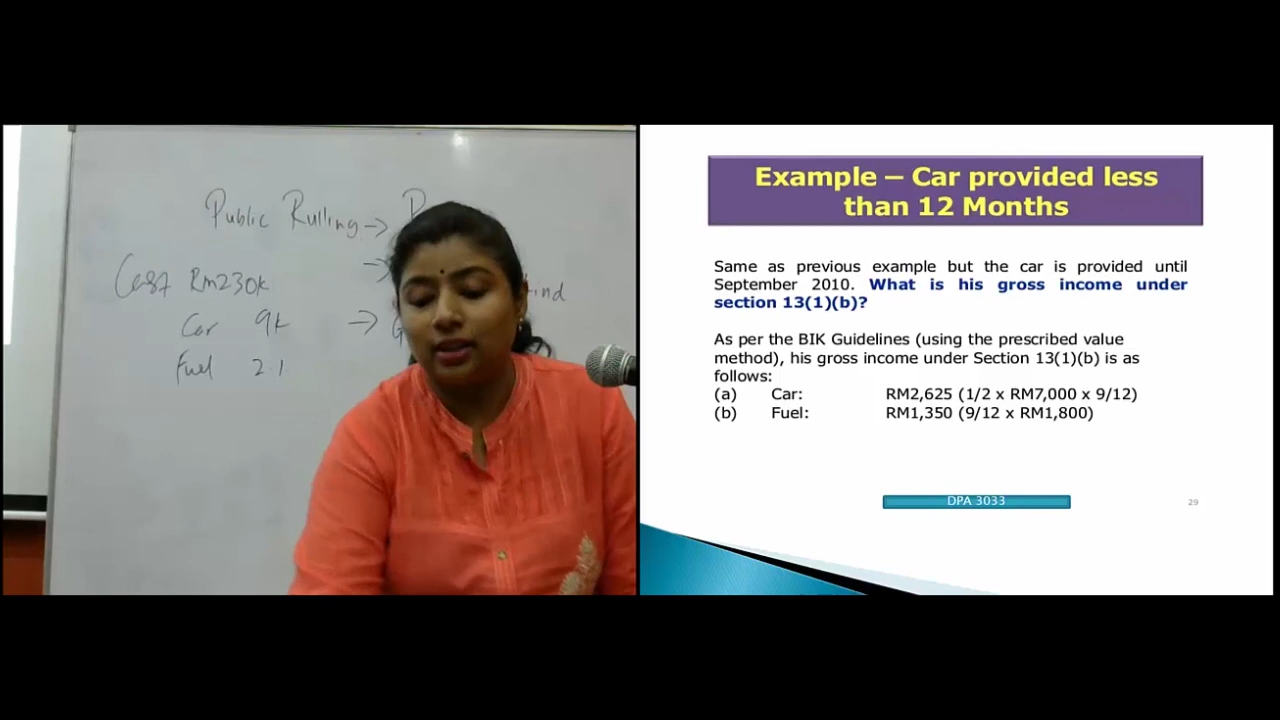 Public Rulling →
→
Cost Rm230k
Car 9k →
Fuel 2.1
Example – Car provided less
than 12 Months
Same as previous example but the car is provided until
September 2010. What is his gross income under
section 13(1)(b)?
As per the BIK Guidelines (using the prescribed value
method), his gross income under Section 13(1)(b) is as
follows:
(a) Car: RM2,625 (1/2 x RM7,000 x 9/12)
(b) Fuel: RM1,350 (9/12 x RM1,800)
DPA 3033
29